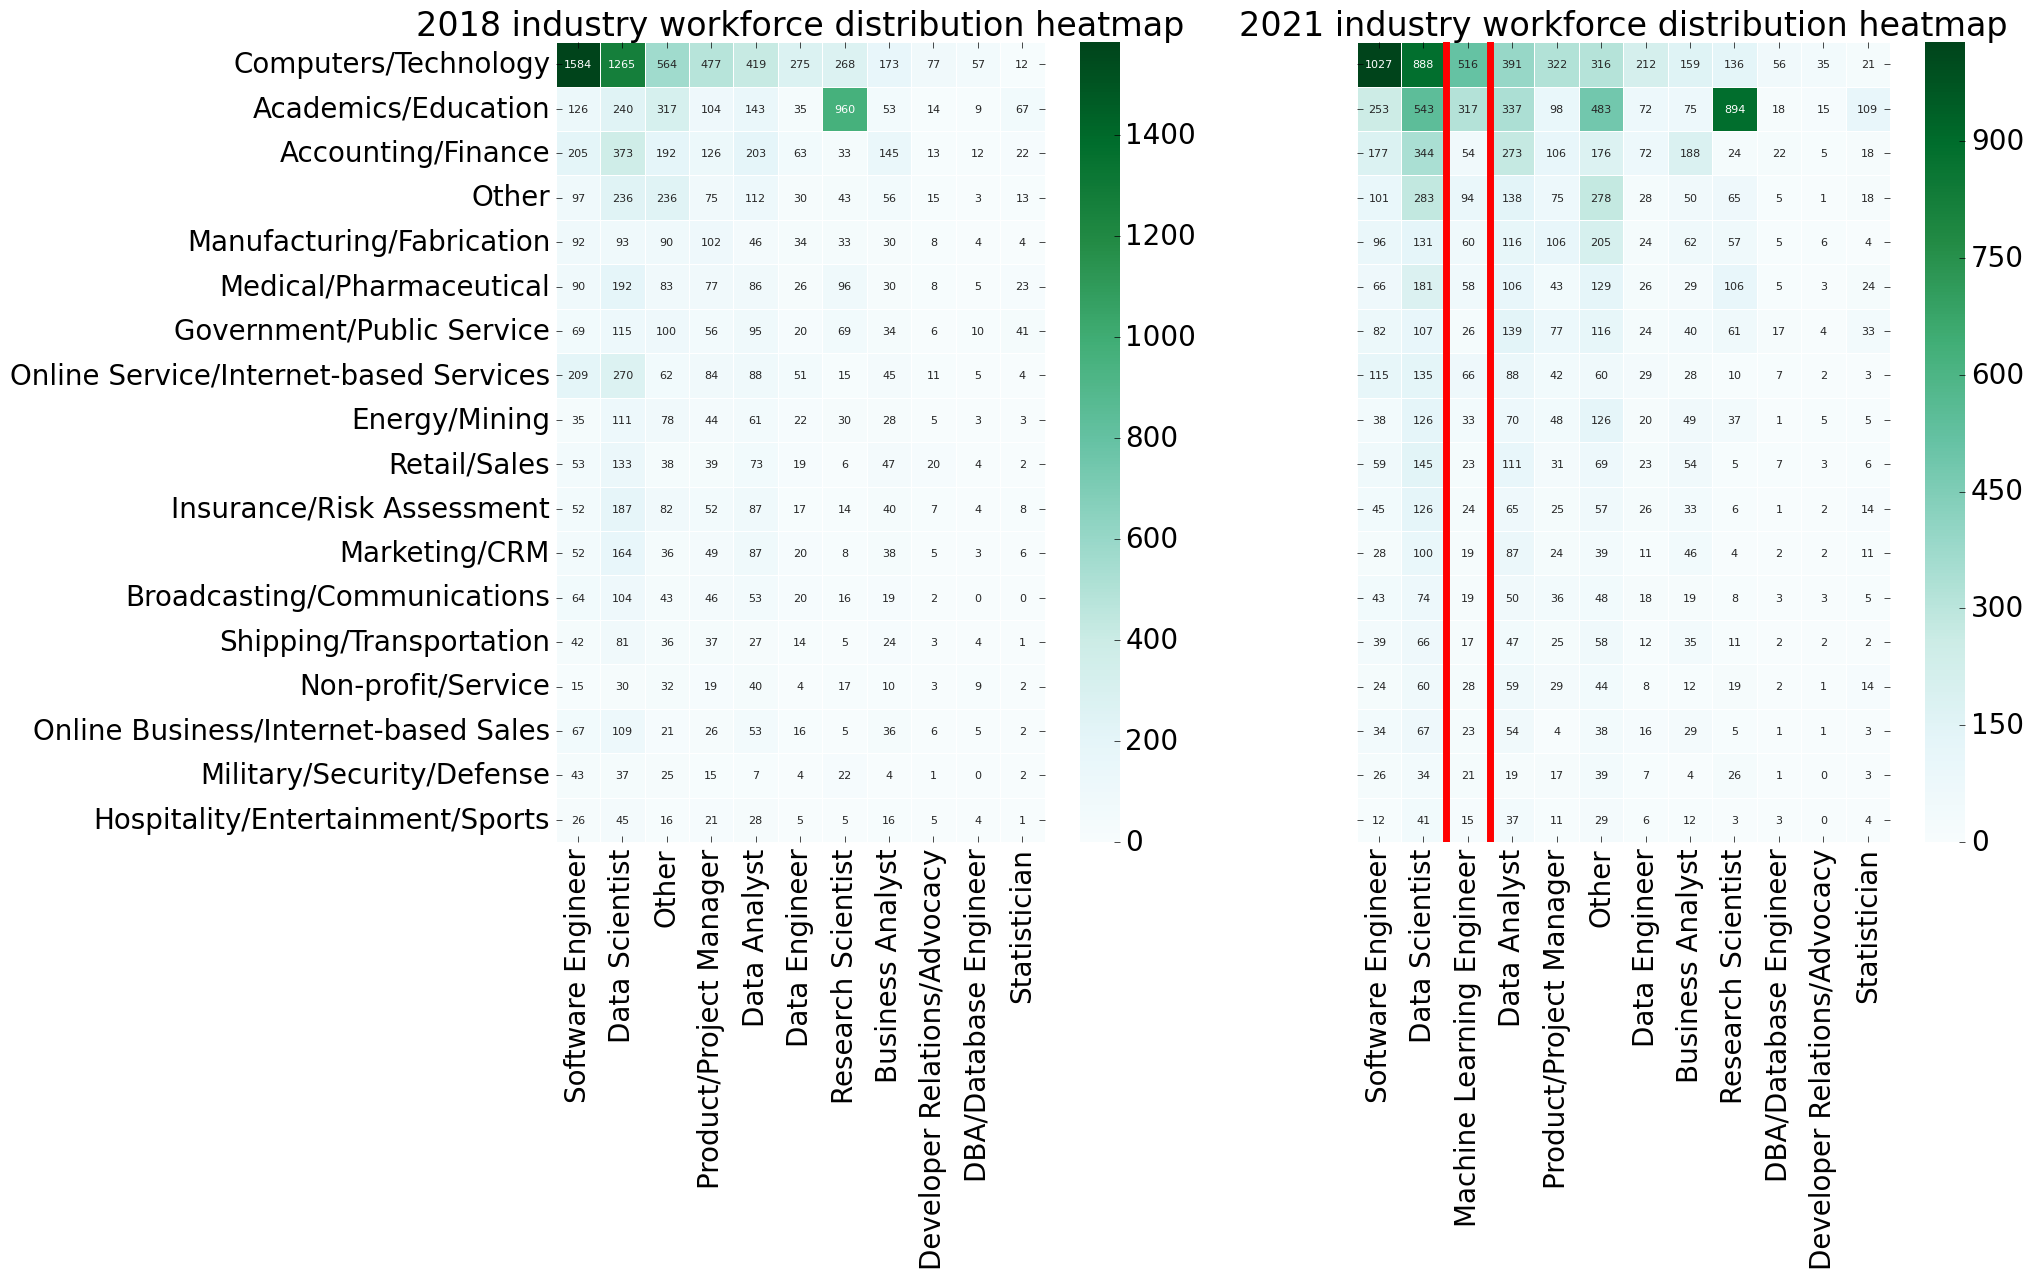 2018 industry workforce distribution heatmap
2021 industry workforce distribution heatmap
Computers/Technology 1584 1265 564 477 419 275 268 173 77 57 12 1027 888 516 391 322 316 212 159 136 56 35 21
Academics/Education 126 240 317 104 143 35 960 53 14 9 67 253 543 317 337 98 483 72 75 894 18 15 109
Accounting/Finance 205 373 192 126 203 63 33 145 13 12 22 177 344 54 273 106 176 72 188 24 22 5 18
Other 97 236 236 75 112 30 43 56 15 3 13 101 283 94 138 75 278 28 50 65 5 1 18
Manufacturing/Fabrication 92 93 90 102 46 34 33 30 8 4 4 96 131 60 116 106 205 24 62 57 5 6 4
Medical/Pharmaceutical 90 192 83 77 86 26 96 30 8 5 23 66 181 58 106 43 129 26 29 106 5 3 24
Government/Public Service 69 115 100 56 95 20 69 34 6 10 41 82 107 26 139 77 116 24 40 61 17 4 33
Online Service/Internet-based Services 209 270 62 84 88 51 15 45 11 5 4 115 135 66 88 42 60 29 28 10 7 2 3
Energy/Mining 35 111 78 44 61 22 30 28 5 3 3 38 126 33 70 48 126 20 49 37 1 5 5
Retail/Sales 53 133 38 39 73 19 6 47 20 4 2 59 145 23 111 31 69 23 54 5 7 3 6
Insurance/Risk Assessment 52 187 82 52 87 17 14 40 7 4 8 45 126 24 65 25 57 26 33 6 1 2 14
Marketing/CRM 52 164 36 49 87 20 8 38 5 3 6 28 100 19 87 24 39 11 46 4 2 2 11
Broadcasting/Communications 64 104 43 46 53 20 16 19 2 0 0 43 74 19 50 36 48 18 19 8 3 3 5
Shipping/Transportation 42 81 36 37 27 14 5 24 3 4 1 39 66 17 47 25 58 12 35 11 2 2 2
Non-profit/Service 15 30 32 19 40 4 17 10 3 9 2 24 60 28 59 29 44 8 12 19 2 1 14
Online Business/Internet-based Sales 67 109 21 26 53 16 5 36 6 5 2 34 67 23 54 4 38 16 29 5 1 1 3
Military/Security/Defense 43 37 25 15 7 4 22 4 1 0 2 26 34 21 19 17 39 7 4 26 1 0 3
Hospitality/Entertainment/Sports 26 45 16 21 28 5 5 16 5 4 1 12 41 15 37 11 29 6 12 3 3 0 4
Software Engineer
Data Scientist
Other
Product/Project Manager
Data Analyst
Data Engineer
Research Scientist
Business Analyst
Developer Relations/Advocacy
DBA/Database Engineer
Statistician
1400
1200
1000
800
600
400
200
0
Software Engineer
Data Scientist
Machine Learning Engineer
Data Analyst
Product/Project Manager
Other
Data Engineer
Business Analyst
Research Scientist
DBA/Database Engineer
Developer Relations/Advocacy
Statistician
900
750
600
450
300
150
0